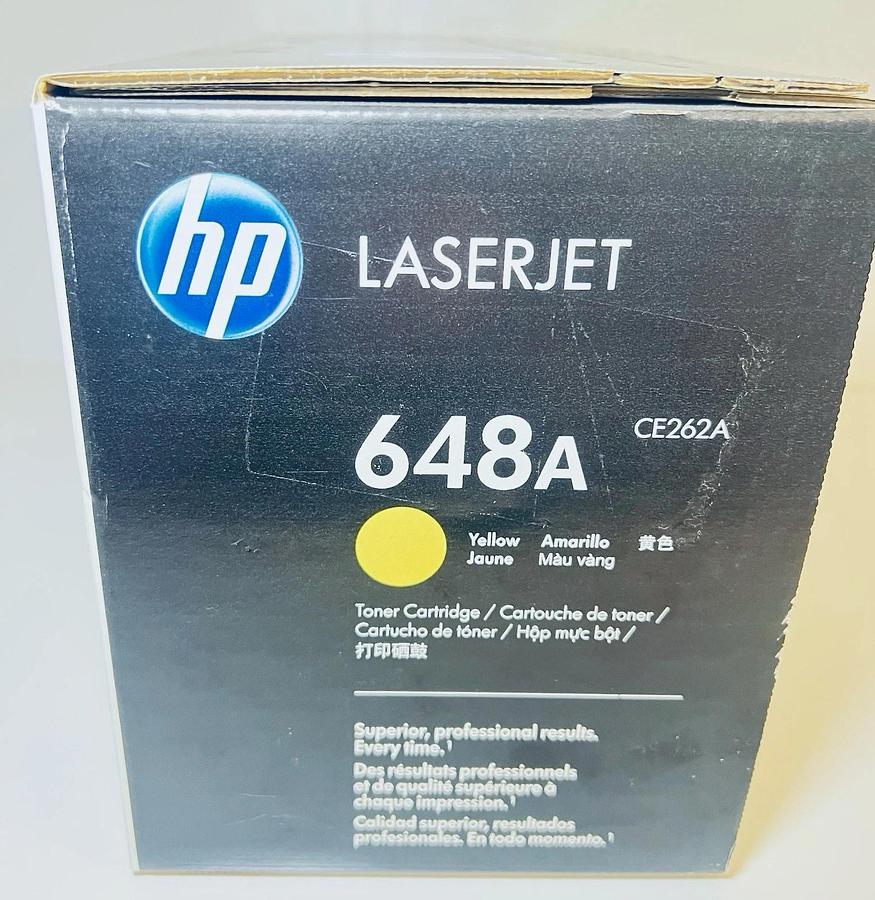 hp LASERJET
648A CE262A
Yellow Amarillo 黄色
Jaune Màu vàng
Toner Cartridge / Cartouche de toner /
Cartucho de tóner / Hộp mực bột /
打印硒鼓
Superior, professional results.
Every time.¹
Des résultats professionnels
et de qualité supérieure à
chaque impression.¹
Calidad superior, resultados
profesionales. En todo momento.¹